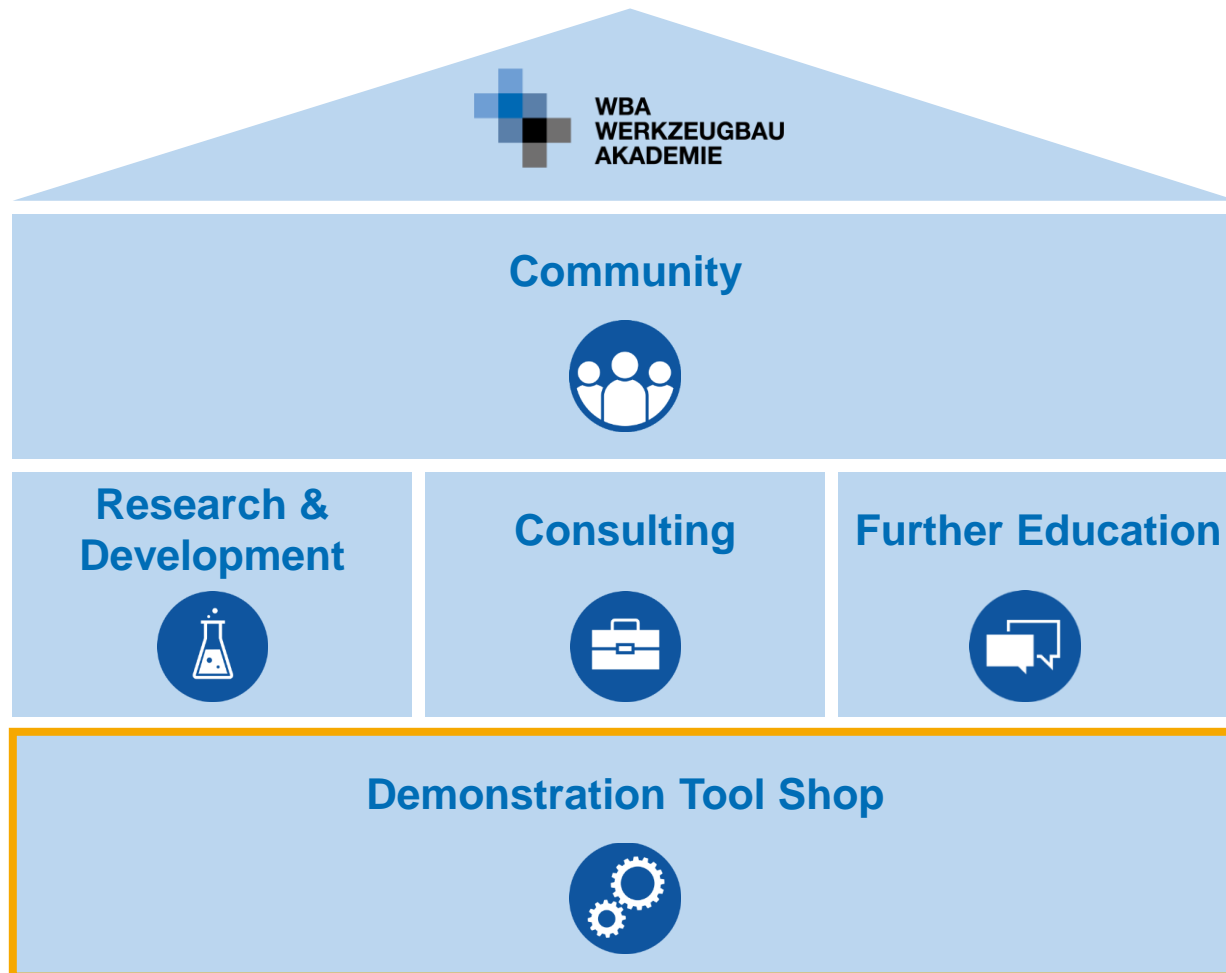 WBA
WERKZEUGBAU
AKADEMIE
Community
Research &
Development
Consulting
Further Education
Demonstration Tool Shop